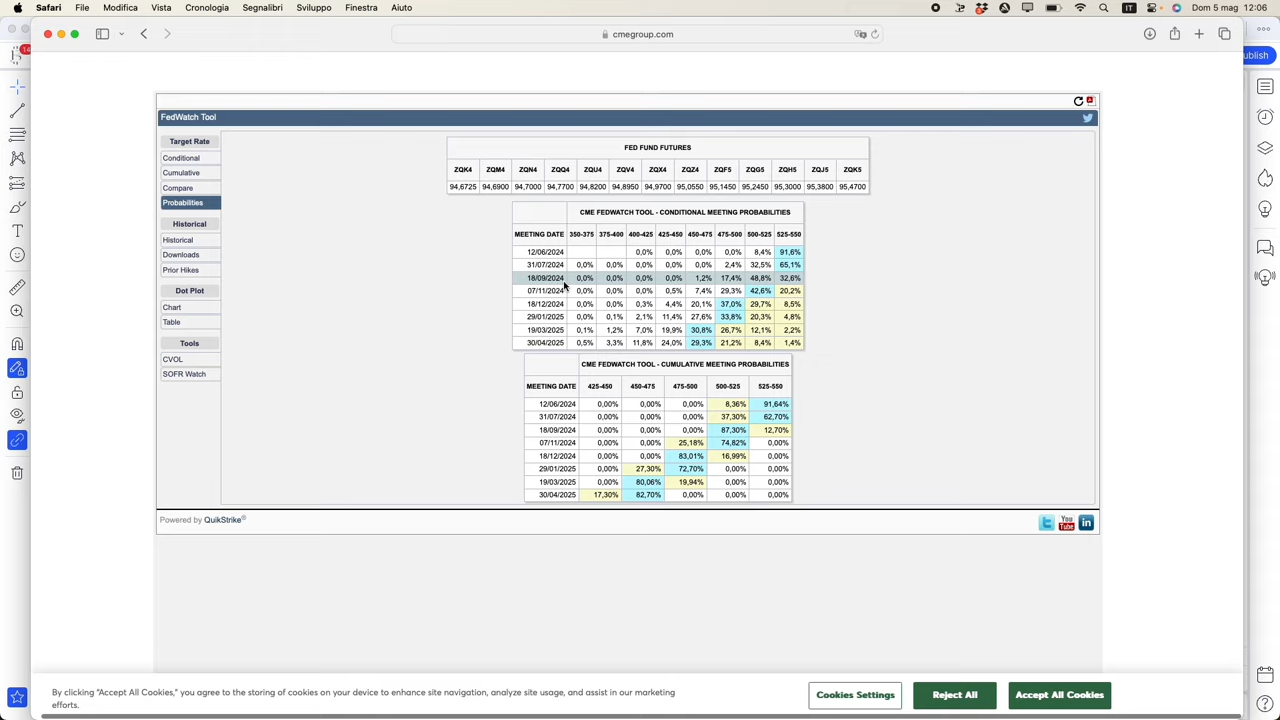 Safari File Modifica Vista Cronologia Segnalibri Sviluppo Finestra Aiuto IT Dom 5 mag 12:06
cmegroup.com
14
FedWatch Tool
Target Rate
Conditional
Cumulative
Compare
Probabilities
Historical
Historical
Downloads
Prior Hikes
Dot Plot
Chart
Table
Tools
CVOL
SOFR Watch
FED FUND FUTURES
ZQK4 ZQM4 ZQN4 ZQQ4 ZQU4 ZQV4 ZQX4 ZQZ4 ZQF5 ZQG5 ZQH5 ZQJ5 ZQK5
94,6725 94,6900 94,7000 94,7700 94,8200 94,8950 94,9700 95,0550 95,1450 95,2450 95,3000 95,3800 95,4700
CME FEDWATCH TOOL - CONDITIONAL MEETING PROBABILITIES
MEETING DATE 350-375 375-400 400-425 425-450 450-475 475-500 500-525 525-550
12/06/2024 0,0% 0,0% 0,0% 0,0% 8,4% 91,6%
31/07/2024 0,0% 0,0% 0,0% 0,0% 0,0% 2,4% 32,5% 65,1%
18/09/2024 0,0% 0,0% 0,0% 0,0% 1,2% 17,4% 48,8% 32,6%
07/11/2024 0,0% 0,0% 0,0% 0,5% 7,4% 29,3% 42,6% 20,2%
18/12/2024 0,0% 0,0% 0,3% 4,4% 20,1% 37,0% 29,7% 8,5%
29/01/2025 0,0% 0,1% 2,1% 11,4% 27,6% 33,8% 20,3% 4,8%
19/03/2025 0,1% 1,2% 7,0% 19,9% 30,8% 26,7% 12,1% 2,2%
30/04/2025 0,5% 3,3% 11,8% 24,0% 29,3% 21,2% 8,4% 1,4%
CME FEDWATCH TOOL - CUMULATIVE MEETING PROBABILITIES
MEETING DATE 425-450 450-475 475-500 500-525 525-550
12/06/2024 0,00% 0,00% 0,00% 8,36% 91,64%
31/07/2024 0,00% 0,00% 0,00% 37,30% 62,70%
18/09/2024 0,00% 0,00% 0,00% 87,30% 12,70%
07/11/2024 0,00% 0,00% 25,18% 74,82% 0,00%
18/12/2024 0,00% 0,00% 83,01% 16,99% 0,00%
29/01/2025 0,00% 27,30% 72,70% 0,00% 0,00%
19/03/2025 0,00% 80,06% 19,94% 0,00% 0,00%
30/04/2025 17,30% 82,70% 0,00% 0,00% 0,00%
Powered by QuikStrike®
You Tube
in
By clicking "Accept All Cookies," you agree to the storing of cookies on your device to enhance site navigation, analyze site usage, and assist in our marketing
efforts.
Cookies Settings
Reject All
Accept All Cookies